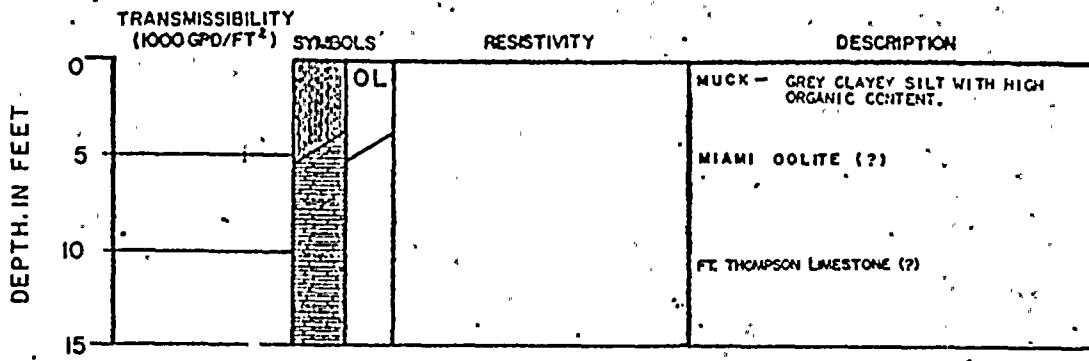 TRANSMISSIBILITY
(1000 GPD/FT²) SYMBOLS RESISTIVITY DESCRIPTION
0
OL
MUCK — GREY CLAYEY SILT WITH HIGH
ORGANIC CONTENT.
5
MIAMI OOLITE (?)
DEPTH. IN FEET
10
FT. THOMPSON LIMESTONE (?)
15